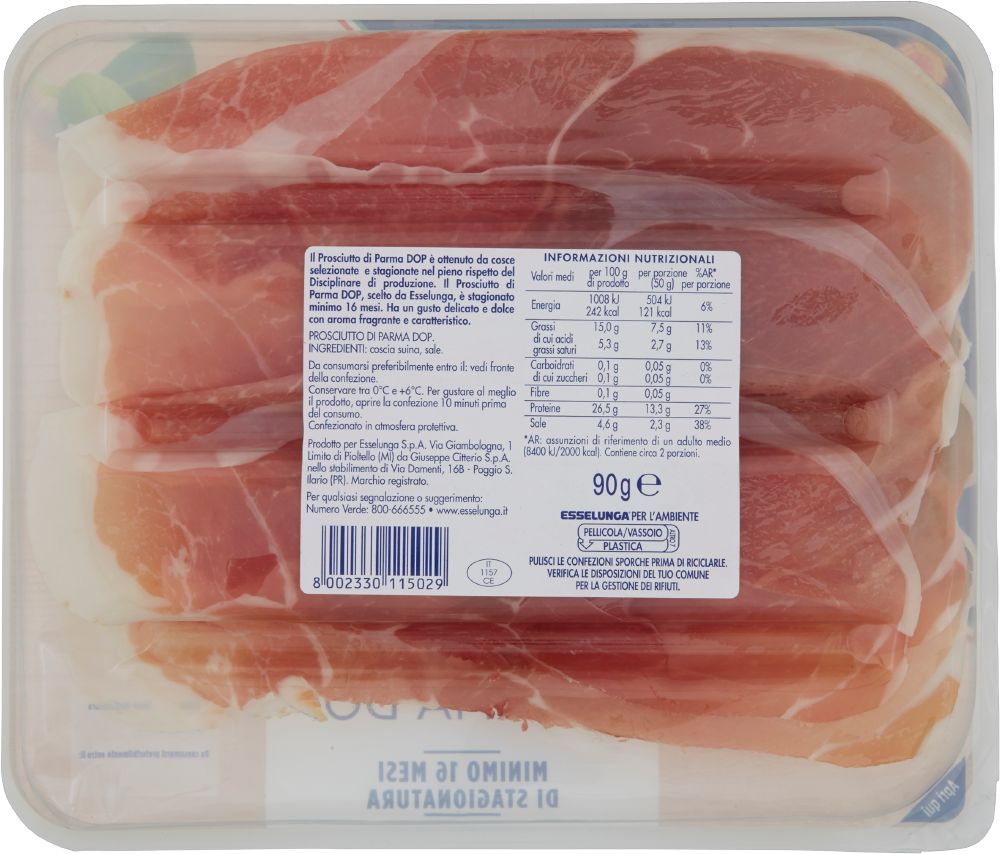 Il Prosciutto di Parma DOP è ottenuto da cosce
selezionate e stagionate nel pieno rispetto del
Disciplinare di produzione. Il Prosciutto di
Parma DOP, scelto da Esselunga, è stagionato
minimo 16 mesi. Ha un gusto delicato e dolce
con aroma fragrante e caratteristico.
PROSCIUTTO DI PARMA DOP.
INGREDIENTI: coscia suina, sale.
Da consumarsi preferibilmente entro il: vedi fronte
della confezione.
Conservare tra 0°C e +6°C. Per gustare al meglio
il prodotto, aprire la confezione 10 minuti prima
del consumo.
Confezionato in atmosfera protettiva.
Prodotto per Esselunga S.p.A. Via Giambologna, 1
Limito di Pioltello (MI) da Giuseppe Citterio S.p.A.
nello stabilimento di Via Damenti, 16B - Poggio S.
Ilario (PR). Marchio registrato.
Per qualsiasi segnalazione o suggerimento:
Numero Verde: 800-666555 • www.esselunga.it
8 002330 115029
IT
1157
CE
INFORMAZIONI NUTRIZIONALI
Valori medi per 100 g di prodotto per porzione (50 g) %AR* per porzione
Energia 1008 kJ 504 kJ 6%
242 kcal 121 kcal
Grassi 15,0 g 7,5 g 11%
di cui acidi grassi saturi 5,3 g 2,7 g 13%
Carboidrati 0,1 g 0,05 g 0%
di cui zuccheri 0,1 g 0,05 g 0%
Fibre 0,1 g 0,05 g
Proteine 26,5 g 13,3 g 27%
Sale 4,6 g 2,3 g 38%
*AR: assunzioni di riferimento di un adulto medio
(8400 kJ/2000 kcal). Contiene circa 2 porzioni.
90g e
ESSELUNGA PER L'AMBIENTE
PELLICOLA/VASSOIO
PLASTICA
PULISCI LE CONFEZIONI SPORCHE PRIMA DI RICICLARLE.
VERIFICA LE DISPOSIZIONI DEL TUO COMUNE
PER LA GESTIONE DEI RIFIUTI.
MINIMO 16 MESI
DI STAGIONATURA
Da consumarsi preferibilmente entro il:
Apri qui